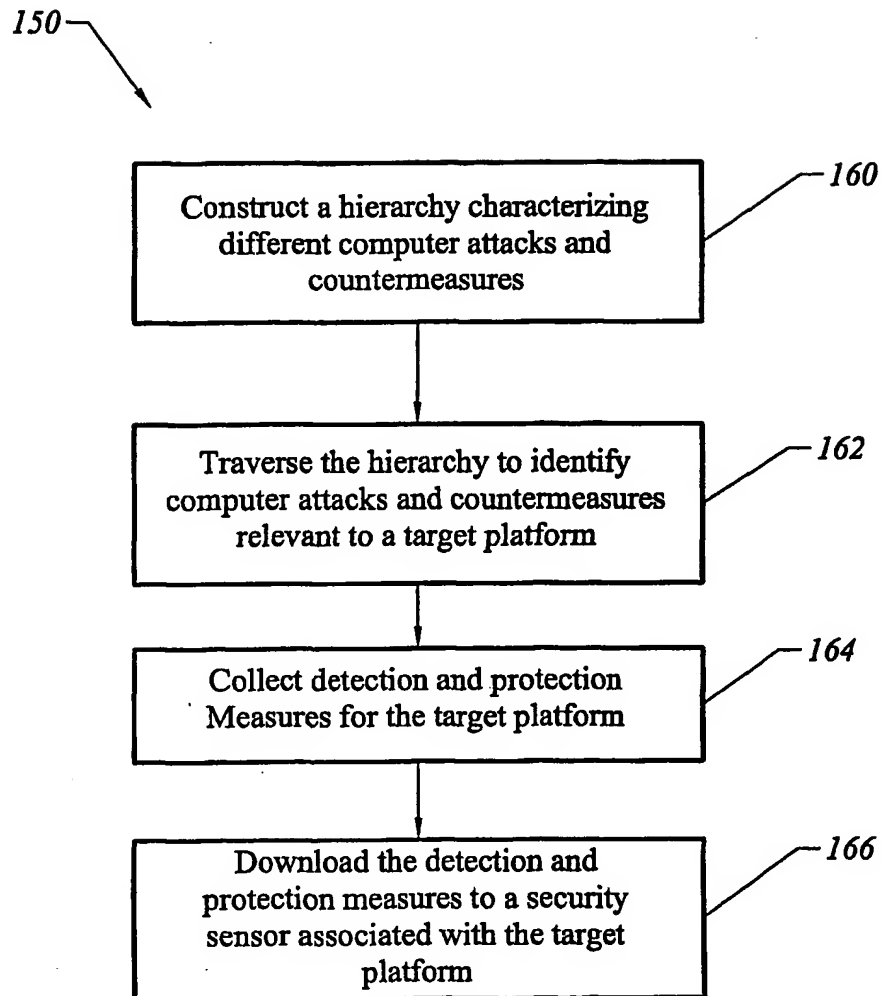 150
160
Construct a hierarchy characterizing
different computer attacks and
countermeasures
162
Traverse the hierarchy to identify
computer attacks and countermeasures
relevant to a target platform
164
Collect detection and protection
Measures for the target platform
166
Download the detection and
protection measures to a security
sensor associated with the target
platform